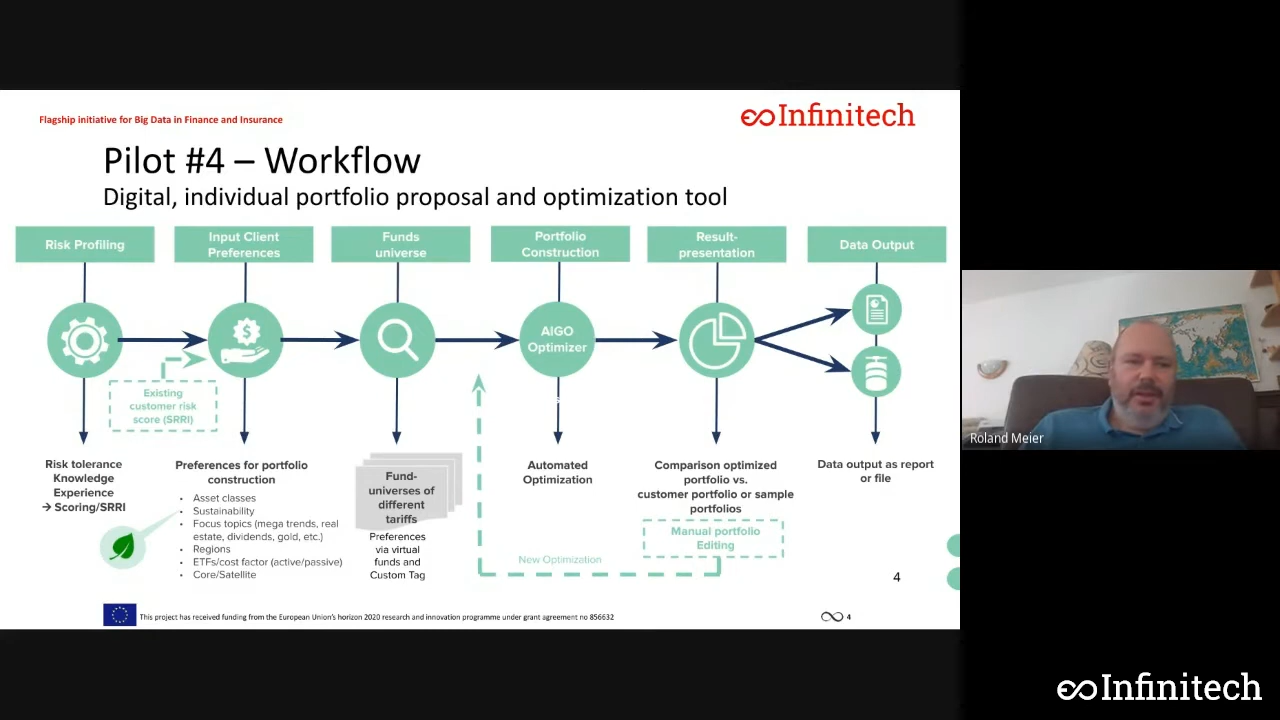 Flagship initiative for Big Data in Finance and Insurance
Infinitech
Pilot #4 – Workflow
Digital, individual portfolio proposal and optimization tool
Risk Profiling
Input Client
Preferences
Funds
universe
Portfolio
Construction
Result-
presentation
Data Output
$
AIGO
Optimizer
Existing
customer risk
score (SRRI)
Risk tolerance
Knowledge
Experience
→ Scoring/SRRI
Preferences for portfolio
construction
• Asset classes
• Sustainability
• Focus topics (mega trends, real
estate, dividends, gold, etc.)
• Regions
• ETFs/cost factor (active/passive)
• Core/Satellite
Fund-
universes of
different
tariffs
Preferences
via virtual
funds and
Custom Tag
Automated
Optimization
Comparison optimized
portfolio vs.
customer portfolio or sample
portfolios
Manual portfolio
Editing
New Optimization
Data output as report
or file
4
This project has received funding from the European Union's horizon 2020 research and innovation programme under grant agreement no 856632
4
Roland Meier
Infinitech